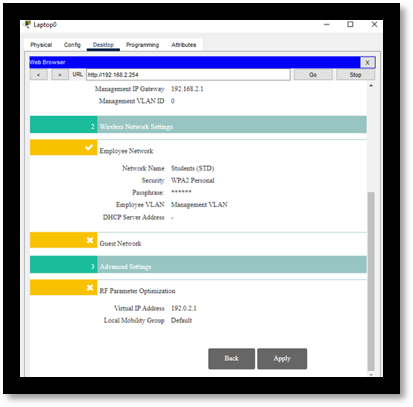 Laptop0
Physical Config Desktop Programming Attributes
Web Browser X
< > URL http://192.168.2.254 Go Stop
Management IP Gateway 192.168.2.1
Management VLAN ID 0
2 Wireless Network Settings
Employee Network
Network Name Students (STD)
Security WPA2 Personal
Passphrase: ******
Employee VLAN Management VLAN
DHCP Server Address -
Guest Network
3 Advanced Settings
RF Parameter Optimization
Virtual IP Address 192.0.2.1
Local Mobility Group Default
Back Apply